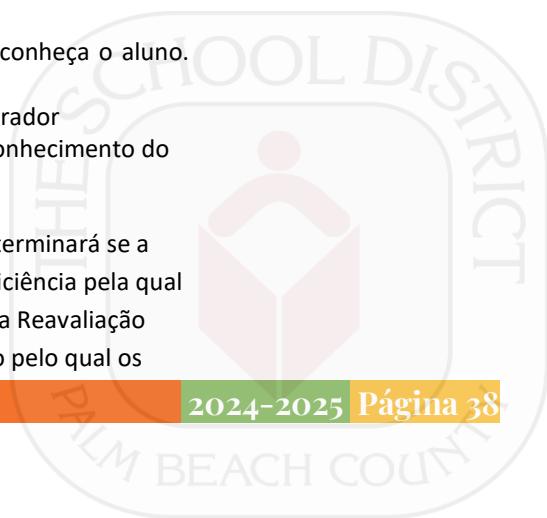 conheça o aluno.
rador
onhecimento do
terminará se a
iciência pela qual
a Reavaliação
o pelo qual os
2024-2025 Página 38
THE SCHOOL DISTRICT
PALM BEACH COUNTY